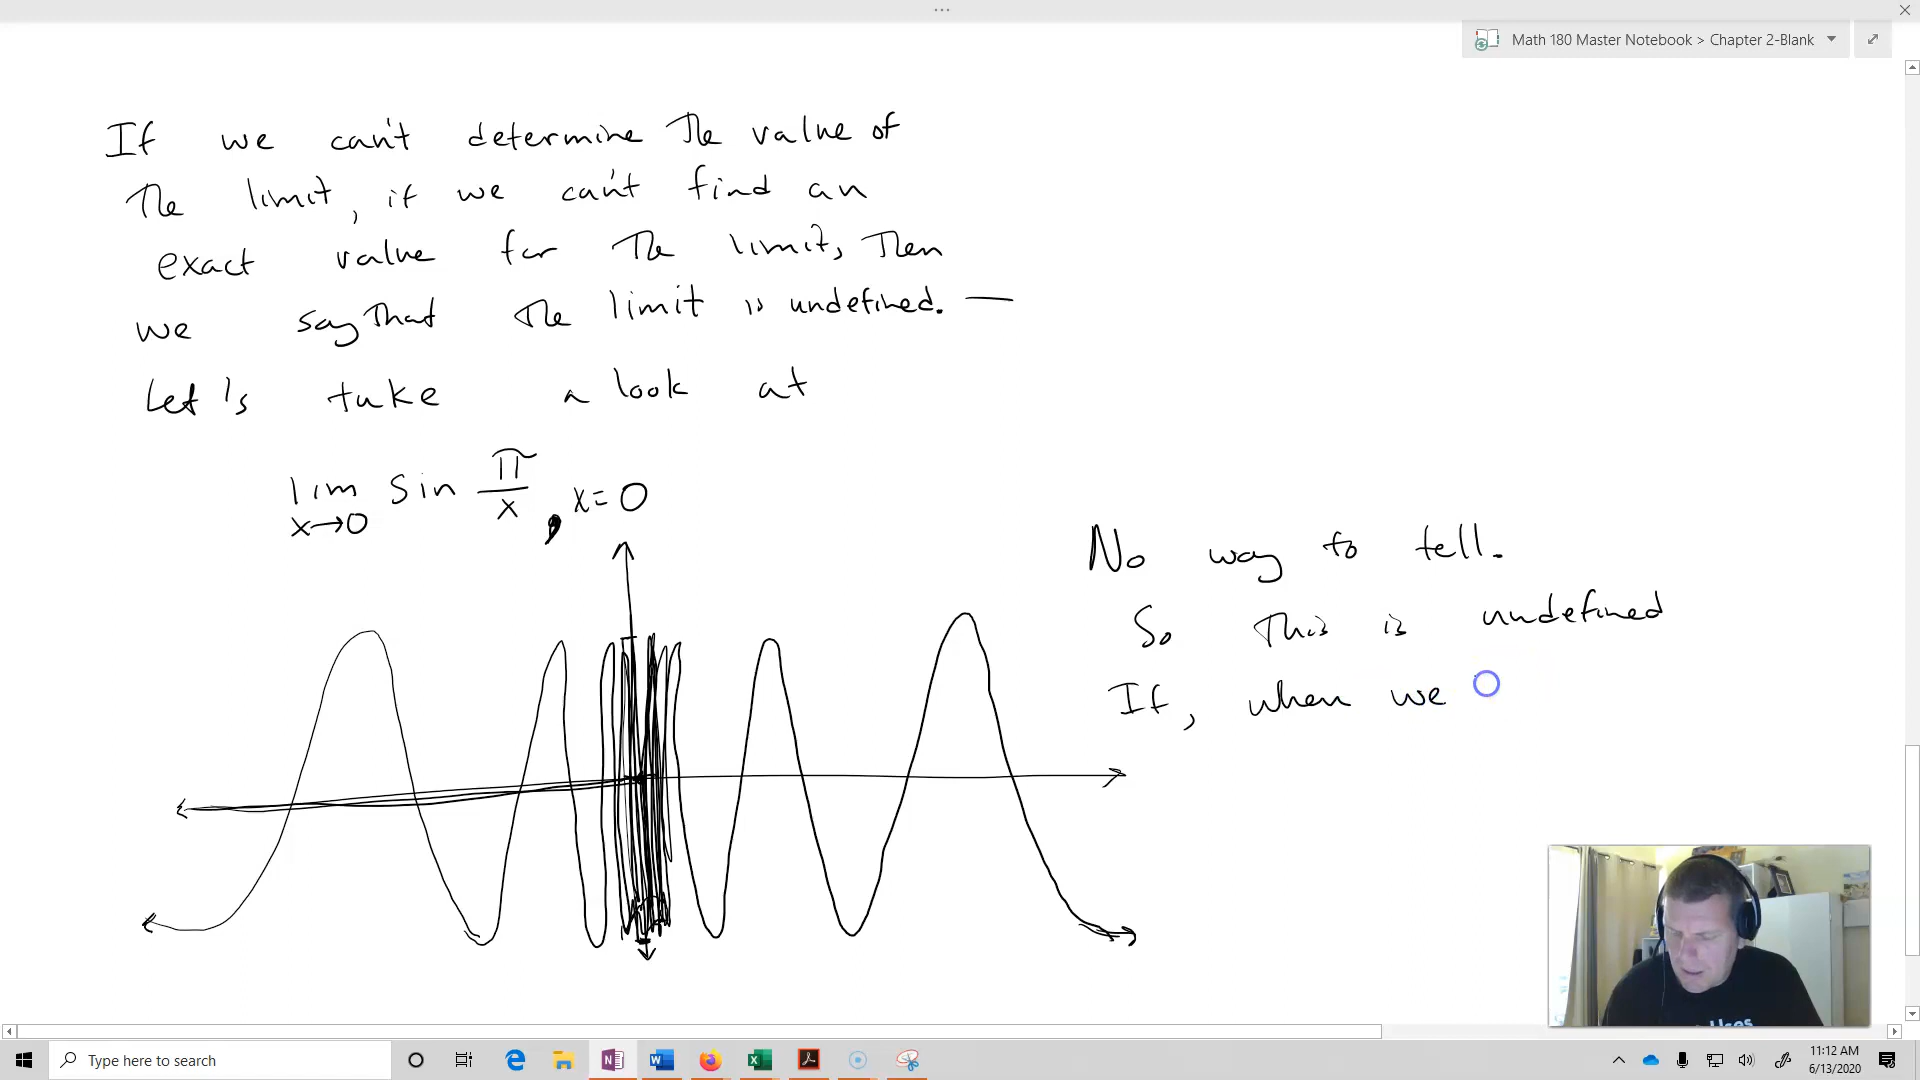 Math 180 Master Notebook > Chapter 2-Blank
If we can't determine the value of
the limit, if we can't find an
exact value for the limit, then
we say that the limit is undefined. —
Let's take a look at
lim x→0 sin π/x, x=0
No way to tell.
So this is undefined
If, when we
Uses
Type here to search
11:12 AM
6/13/2020